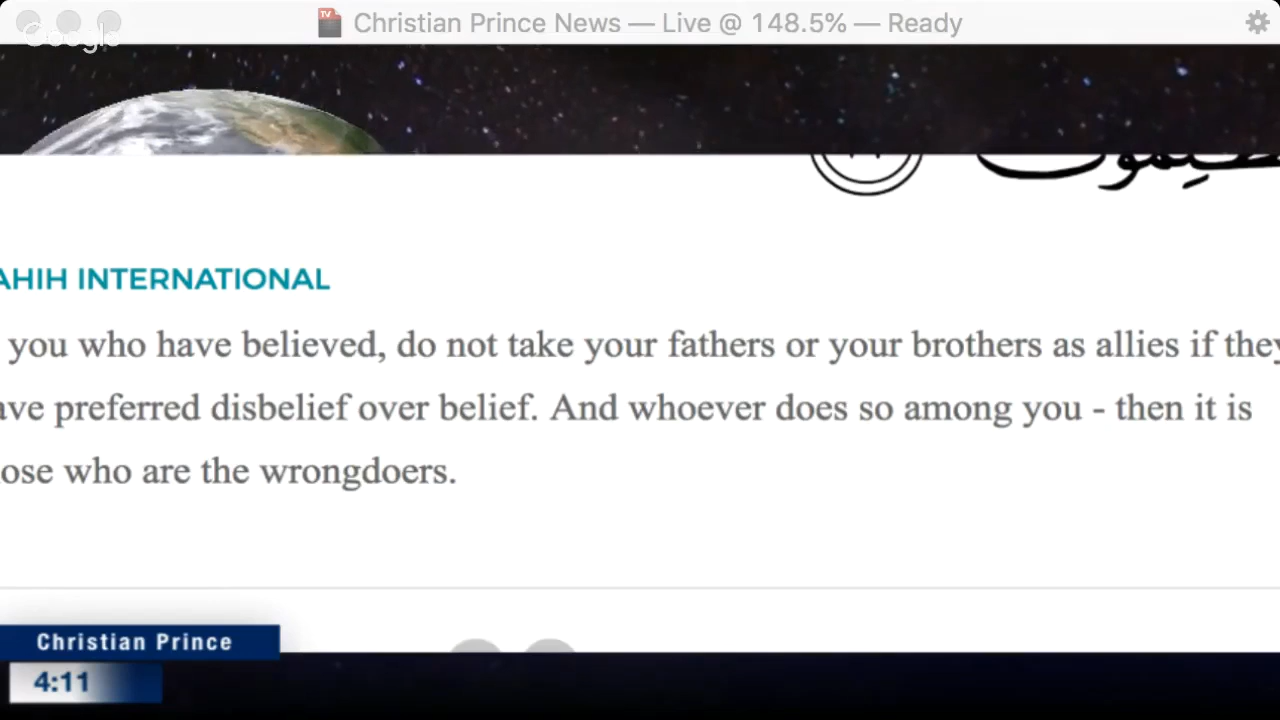 Christian Prince News — Live @ 148.5% — Ready
Google
AHIH INTERNATIONAL
you who have believed, do not take your fathers or your brothers as allies if they
ave preferred disbelief over belief. And whoever does so among you - then it is
ose who are the wrongdoers.
Christian Prince
4:11